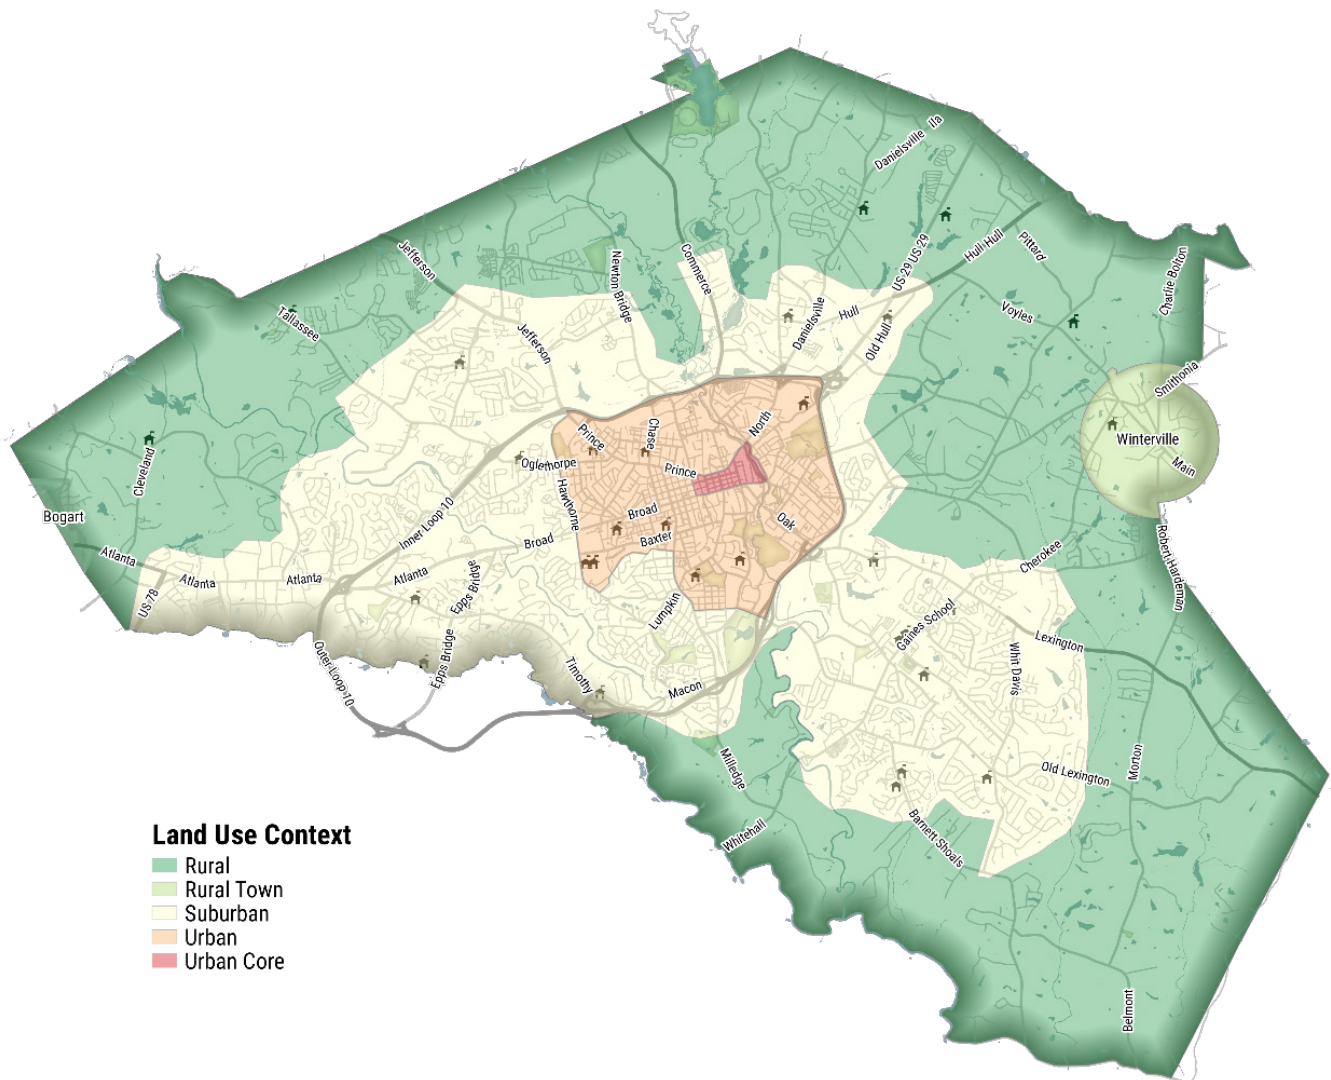 Danielsville
lla
Jefferson
Commerce
Newton Bridge
US-29 US-29
Hull Hull
Pittard
Charlie Bolton
Tallassee
Jefferson
Danielsville
Hull
Old Hull
Voyles
Smithonia
Winterville
Main
Prince
Chase
North
Prince
Oglethorpe
Hawthorne
Cleveland
Inner-Loop-10
Broad
Broad
Baxter
Oak
Bogart
Atlanta
Atlanta
Atlanta
Atlanta
US-78
Epps Bridge
Epps Bridge
Lumpkin
Cherokee
Robert Hardeman
Gaines School
Lexington
Whit Davis
Outer-Loop-10
Timothy
Macon
Milledge
Whitehall
Old Lexington
Morton
Barnett Shoals
Belmont
Land Use Context
Rural
Rural Town
Suburban
Urban
Urban Core